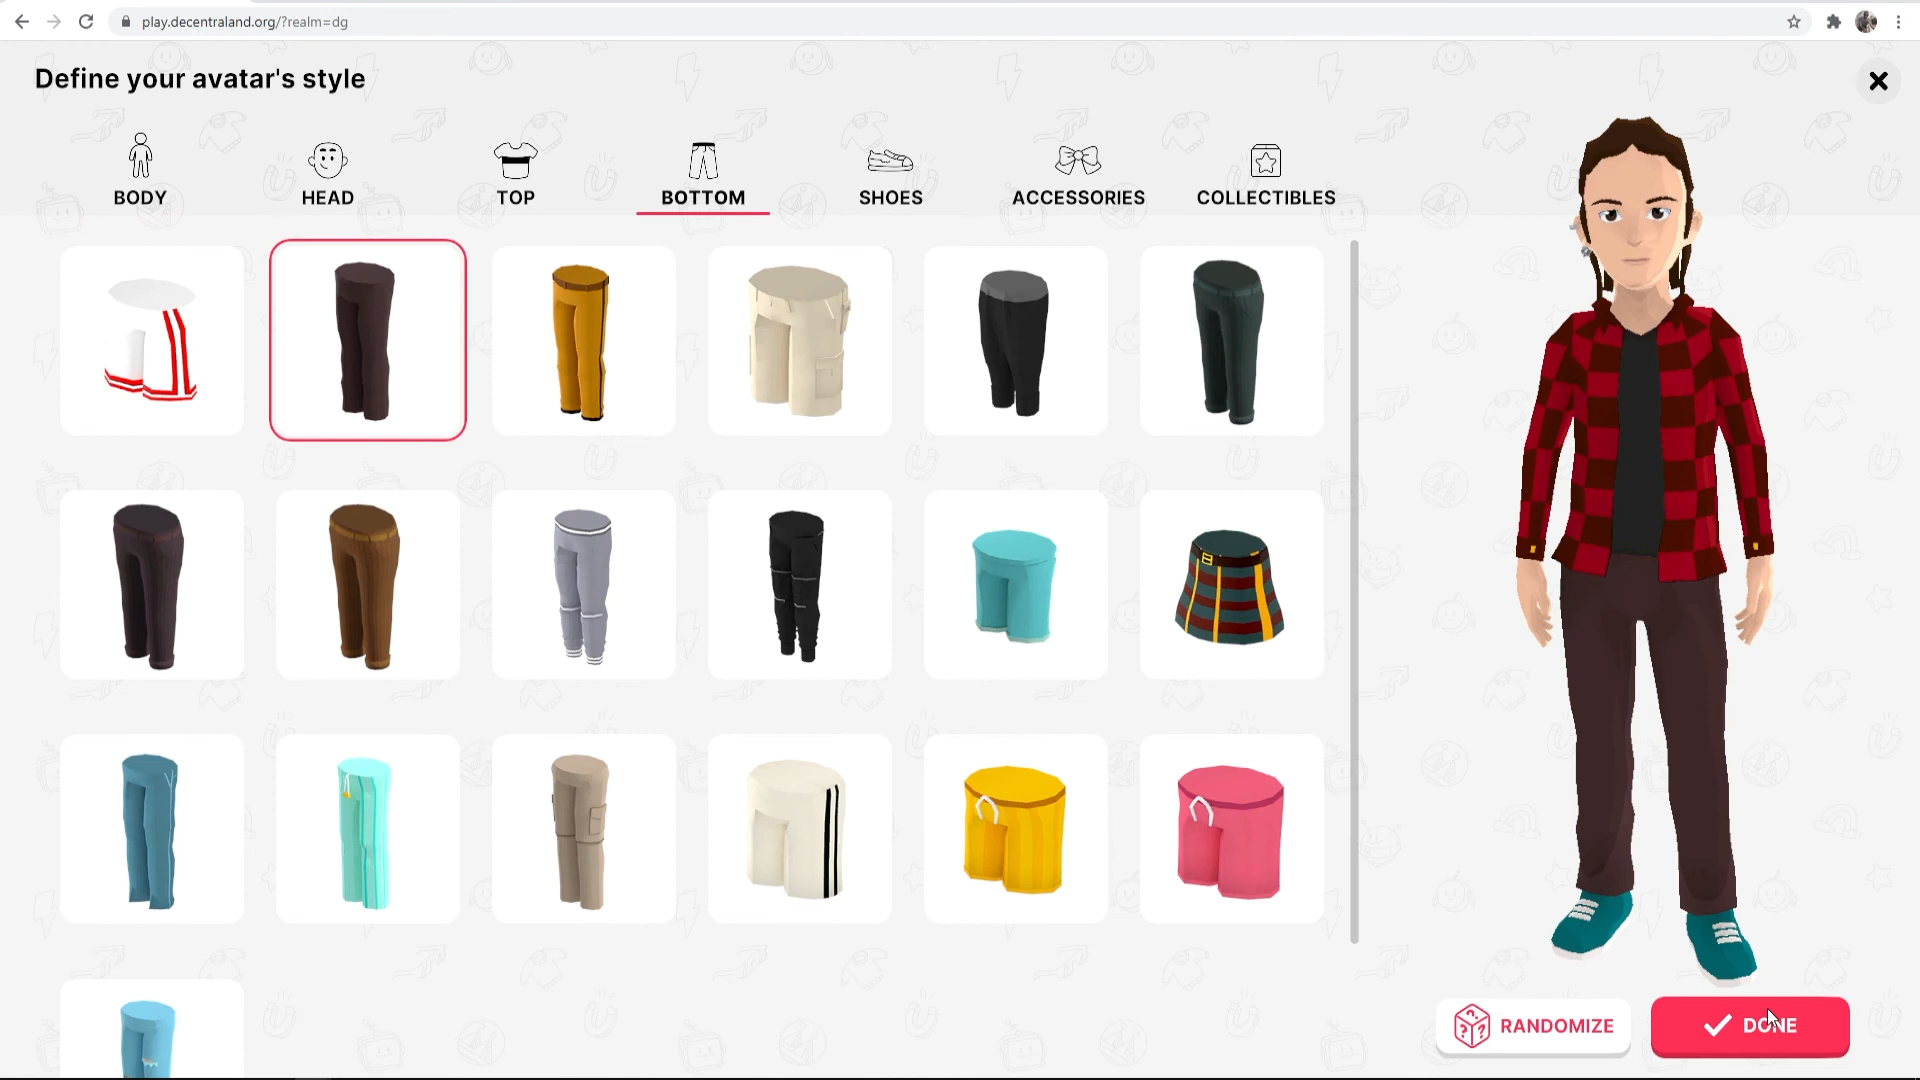 play.decentraland.org/?realm=dg
Define your avatar's style
BODY
HEAD
TOP
BOTTOM
SHOES
ACCESSORIES
COLLECTIBLES
RANDOMIZE
DONE